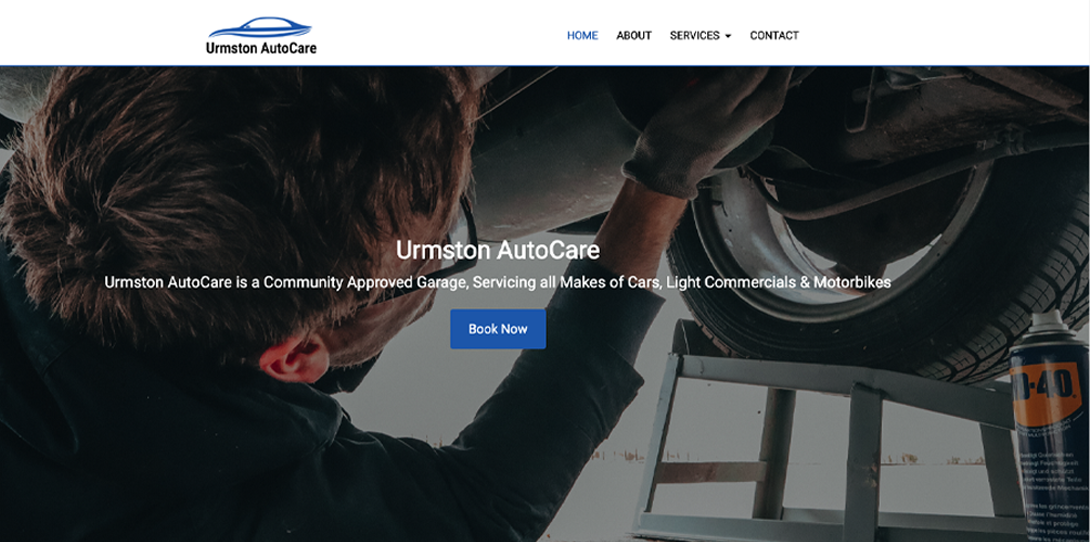 Urmston AutoCare
HOME ABOUT SERVICES CONTACT
Urmston AutoCare
Urmston AutoCare is a Community Approved Garage, Servicing all Makes of Cars, Light Commercials & Motorbikes
Book Now
D-40